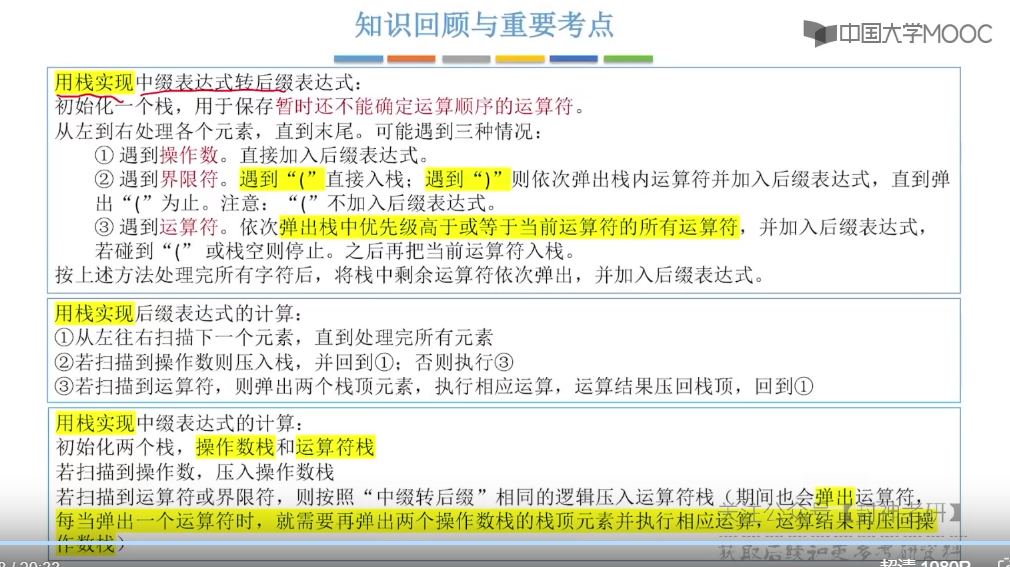 知识回顾与重要考点
中国大学MOOC
用栈实现中缀表达式转后缀表达式：
初始化一个栈，用于保存暂时还不能确定运算顺序的运算符。
从左到右处理各个元素，直到末尾。可能遇到三种情况：
① 遇到操作数。直接加入后缀表达式。
② 遇到界限符。遇到“(”直接入栈；遇到“)”则依次弹出栈内运算符并加入后缀表达式，直到弹
出“(”为止。注意：“(”不加入后缀表达式。
③ 遇到运算符。依次弹出栈中优先级高于或等于当前运算符的所有运算符，并加入后缀表达式，
若碰到“(” 或栈空则停止。之后再把当前运算符入栈。
按上述方法处理完所有字符后，将栈中剩余运算符依次弹出，并加入后缀表达式。
用栈实现后缀表达式的计算：
①从左往右扫描下一个元素，直到处理完所有元素
②若扫描到操作数则压入栈，并回到①；否则执行③
③若扫描到运算符，则弹出两个栈顶元素，执行相应运算，运算结果压回栈顶，回到①
用栈实现中缀表达式的计算：
初始化两个栈，操作数栈和运算符栈
若扫描到操作数，压入操作数栈
若扫描到运算符或界限符，则按照“中缀转后缀”相同的逻辑压入运算符栈（期间也会弹出运算符，
每当弹出一个运算符时，就需要再弹出两个操作数栈的栈顶元素并执行相应运算，运算结果再压回操
作数栈）
超清 1080P